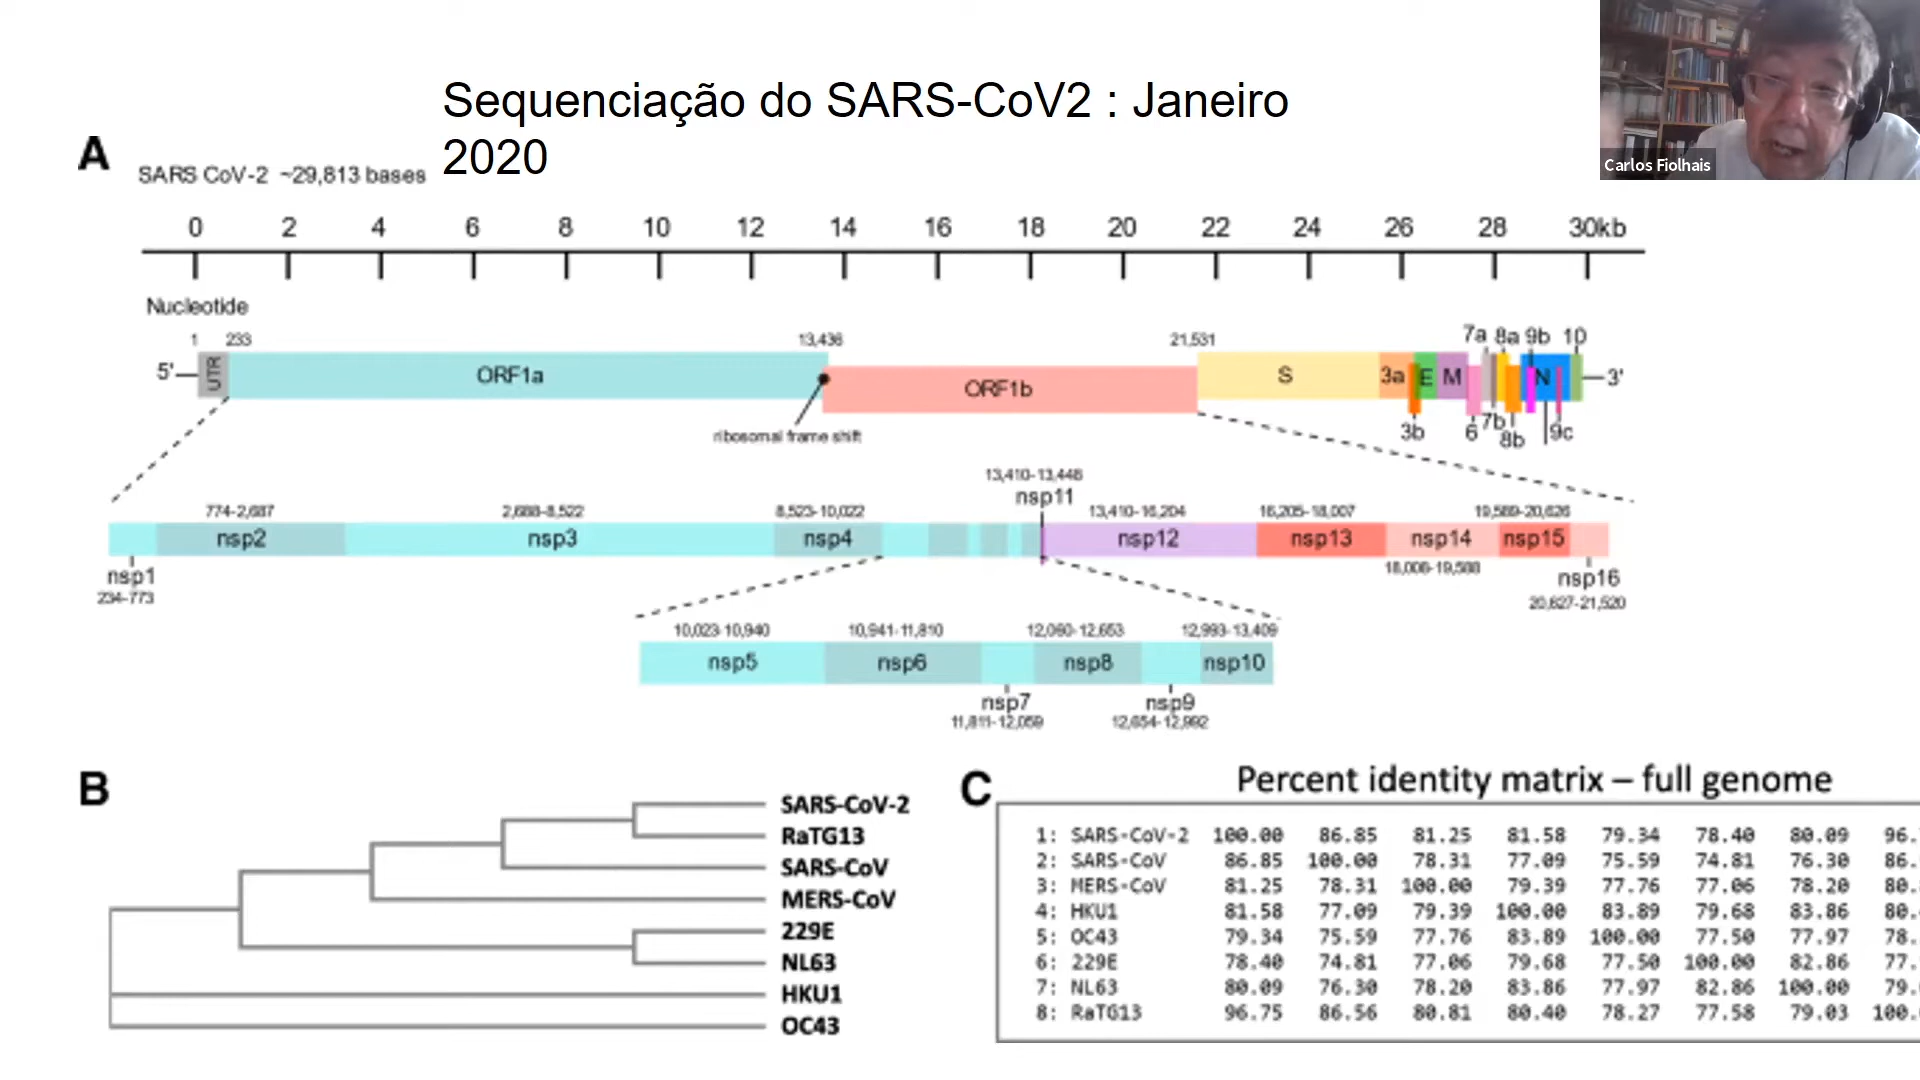 Sequenciação do SARS-CoV2 : Janeiro
2020
Carlos Fiolhais
A
SARS CoV-2 ~29,813 bases
0 2 4 6 8 10 12 14 16 18 20 22 24 26 28 30kb
Nucleotide
1 233 13,436 21,531
7a 8a 9b 10
5' UTR ORF1a ORF1b S 3a E M N 3'
ribosomal frame shift
3b 6 7b 8b 9c
13,410-13,448
nsp11
774-2,687 2,688-8,522 8,523-10,022 13,410-16,204 16,205-18,007 19,589-20,626
nsp2 nsp3 nsp4 nsp12 nsp13 nsp14 nsp15
18,008-19,588
nsp1 nsp16
234-773 20,627-21,520
10,023-10,940 10,941-11,810 12,060-12,653 12,993-13,409
nsp5 nsp6 nsp8 nsp10
nsp7 nsp9
11,811-12,059 12,654-12,992
B
SARS-CoV-2
RaTG13
SARS-CoV
MERS-CoV
229E
NL63
HKU1
OC43
C
Percent identity matrix – full genome
1: SARS-CoV-2 100.00 86.85 81.25 81.58 79.34 78.40 80.09 96.
2: SARS-CoV 86.85 100.00 78.31 77.09 75.59 74.81 76.30 86.
3: MERS-CoV 81.25 78.31 100.00 79.39 77.76 77.06 78.20 80.
4: HKU1 81.58 77.09 79.39 100.00 83.89 79.68 83.86 80.
5: OC43 79.34 75.59 77.76 83.89 100.00 77.50 77.97 78.
6: 229E 78.40 74.81 77.06 79.68 77.50 100.00 82.86 77.
7: NL63 80.09 76.30 78.20 83.86 77.97 82.86 100.00 79.
8: RaTG13 96.75 86.56 80.81 80.40 78.27 77.58 79.03 100.